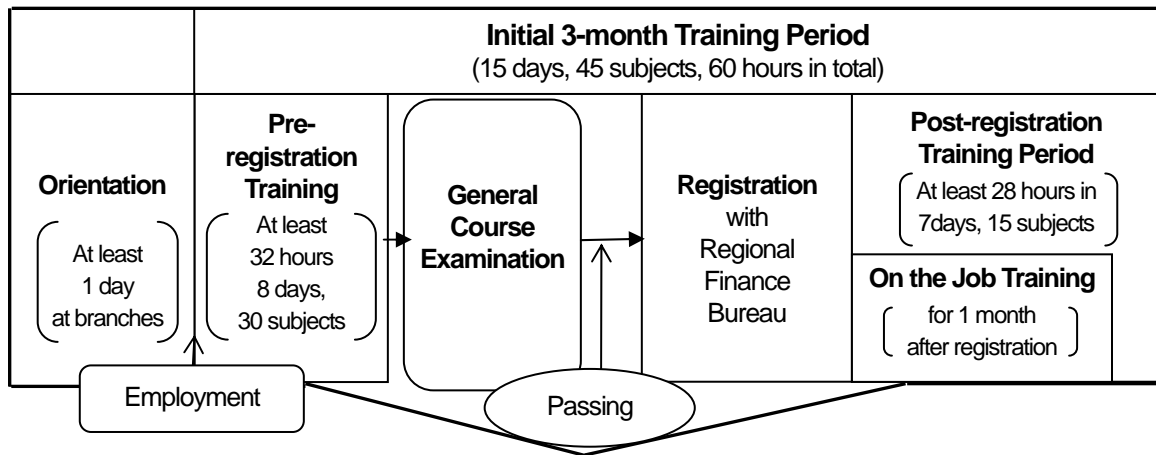 Initial 3-month Training Period
(15 days, 45 subjects, 60 hours in total)
Orientation
At least
1 day
at branches
Pre-
registration
Training
At least
32 hours
8 days,
30 subjects
General
Course
Examination
Registration
with
Regional
Finance
Bureau
Post-registration
Training Period
At least 28 hours in
7days, 15 subjects
On the Job Training
for 1 month
after registration
Employment
Passing